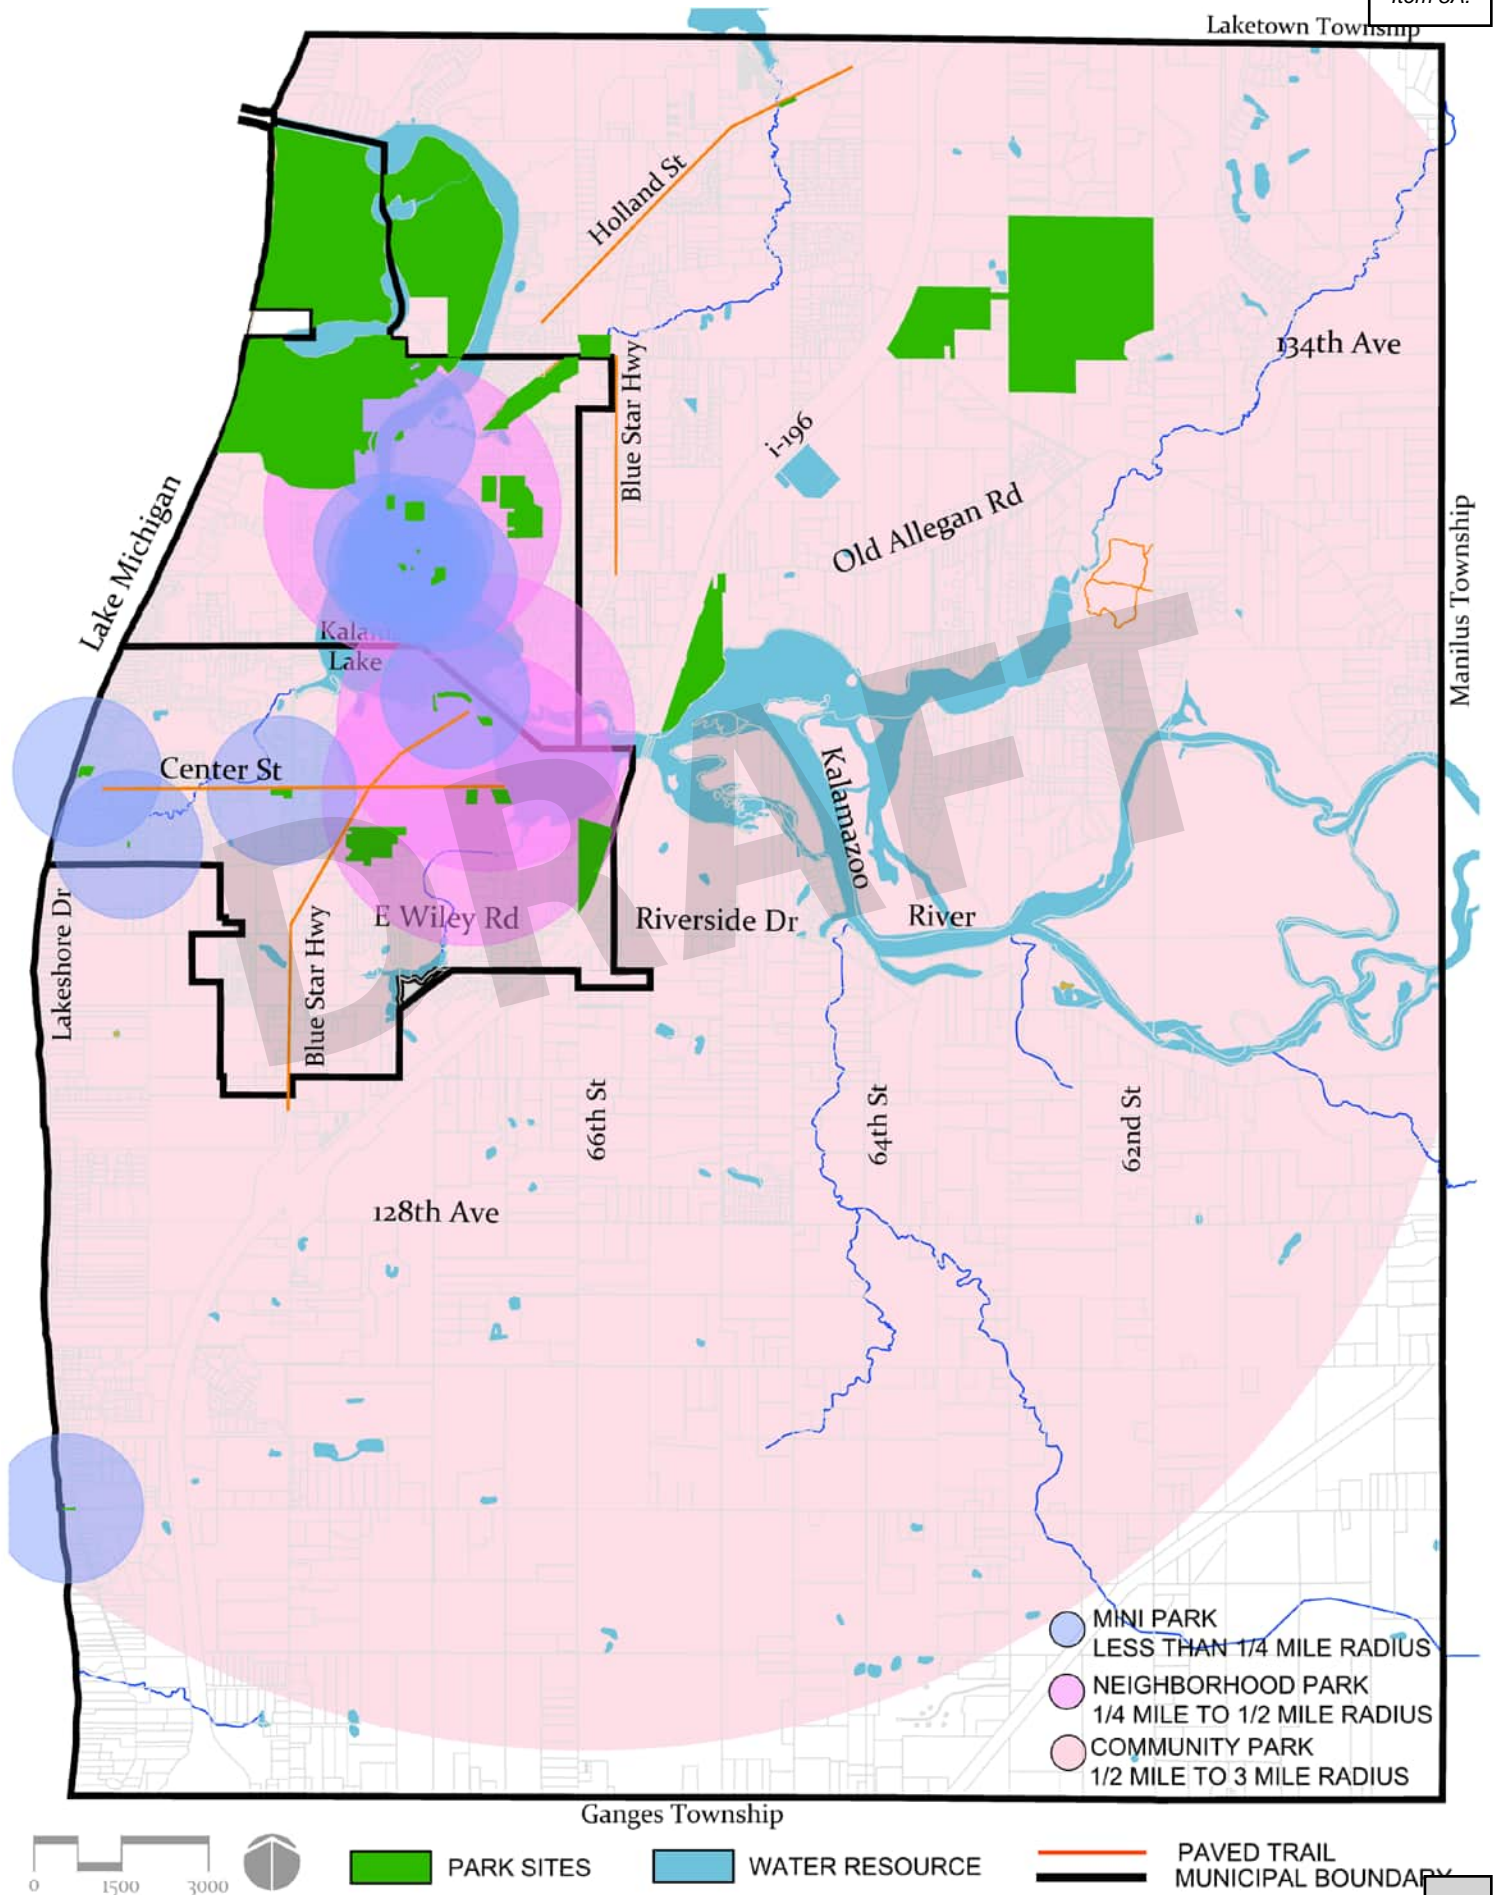 Item 8A.
Laketown Township
Holland St
134th Ave
Blue Star Hwy
i-196
Old Allegan Rd
Lake Michigan
Manilus Township
Lake
Center St
Kalamazoo
DRAFT
Lakeshore Dr
E Wiley Rd
Riverside Dr
River
Blue Star Hwy
66th St
64th St
62nd St
128th Ave
MINI PARK
LESS THAN 1/4 MILE RADIUS
NEIGHBORHOOD PARK
1/4 MILE TO 1/2 MILE RADIUS
COMMUNITY PARK
1/2 MILE TO 3 MILE RADIUS
Ganges Township
0 1500 3000
PARK SITES
WATER RESOURCE
PAVED TRAIL
MUNICIPAL BOUNDARY